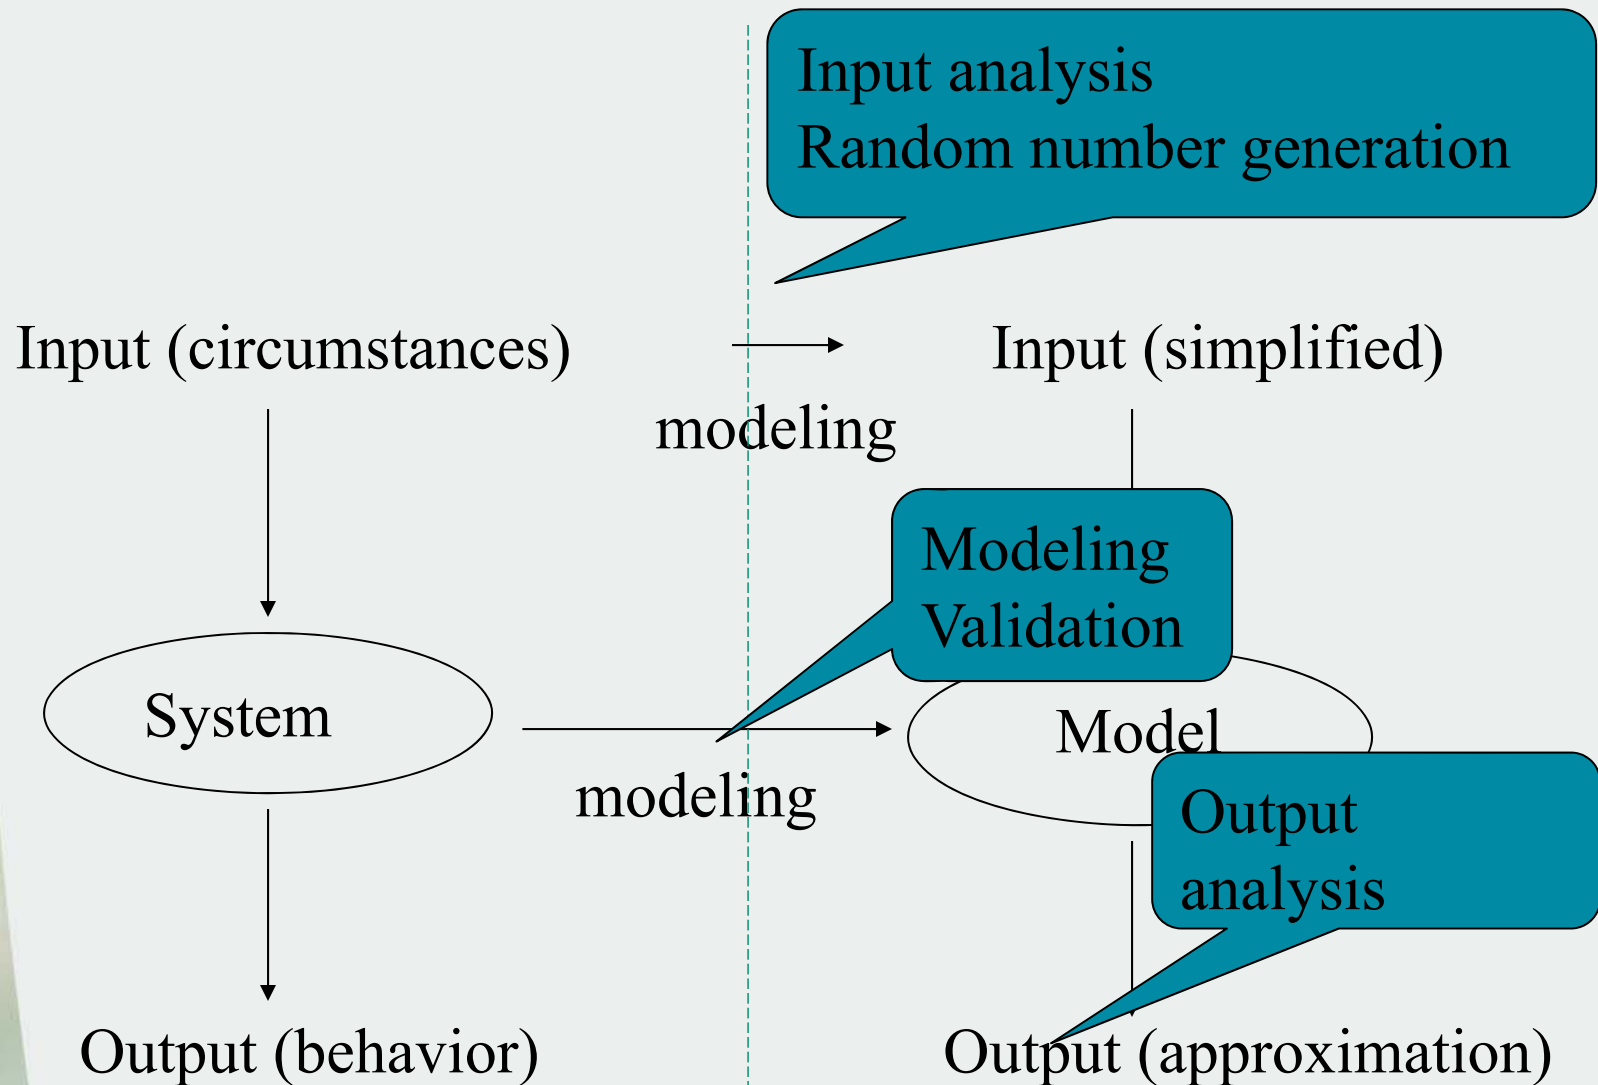 Input analysis
Random number generation
Input (circumstances)
Input (simplified)
modeling
Modeling
Validation
System
Model
modeling
Output
analysis
Output (behavior)
Output (approximation)